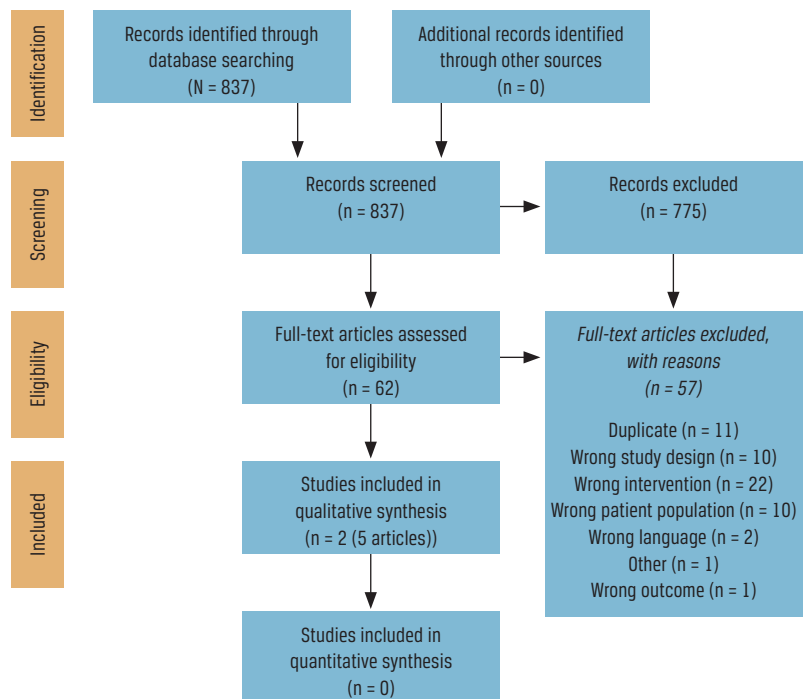 Identification
Records identified through
database searching
(N = 837)
Additional records identified
through other sources
(n = 0)
Screening
Records screened
(n = 837)
Records excluded
(n = 775)
Eligibility
Full-text articles assessed
for eligibility
(n = 62)
Full-text articles excluded,
with reasons
(n = 57)
Duplicate (n = 11)
Wrong study design (n = 10)
Wrong intervention (n = 22)
Wrong patient population (n = 10)
Wrong language (n = 2)
Other (n = 1)
Wrong outcome (n = 1)
Included
Studies included in
qualitative synthesis
n = 2 (5 articles))
Studies included in
quantitative synthesis
(n = 0)